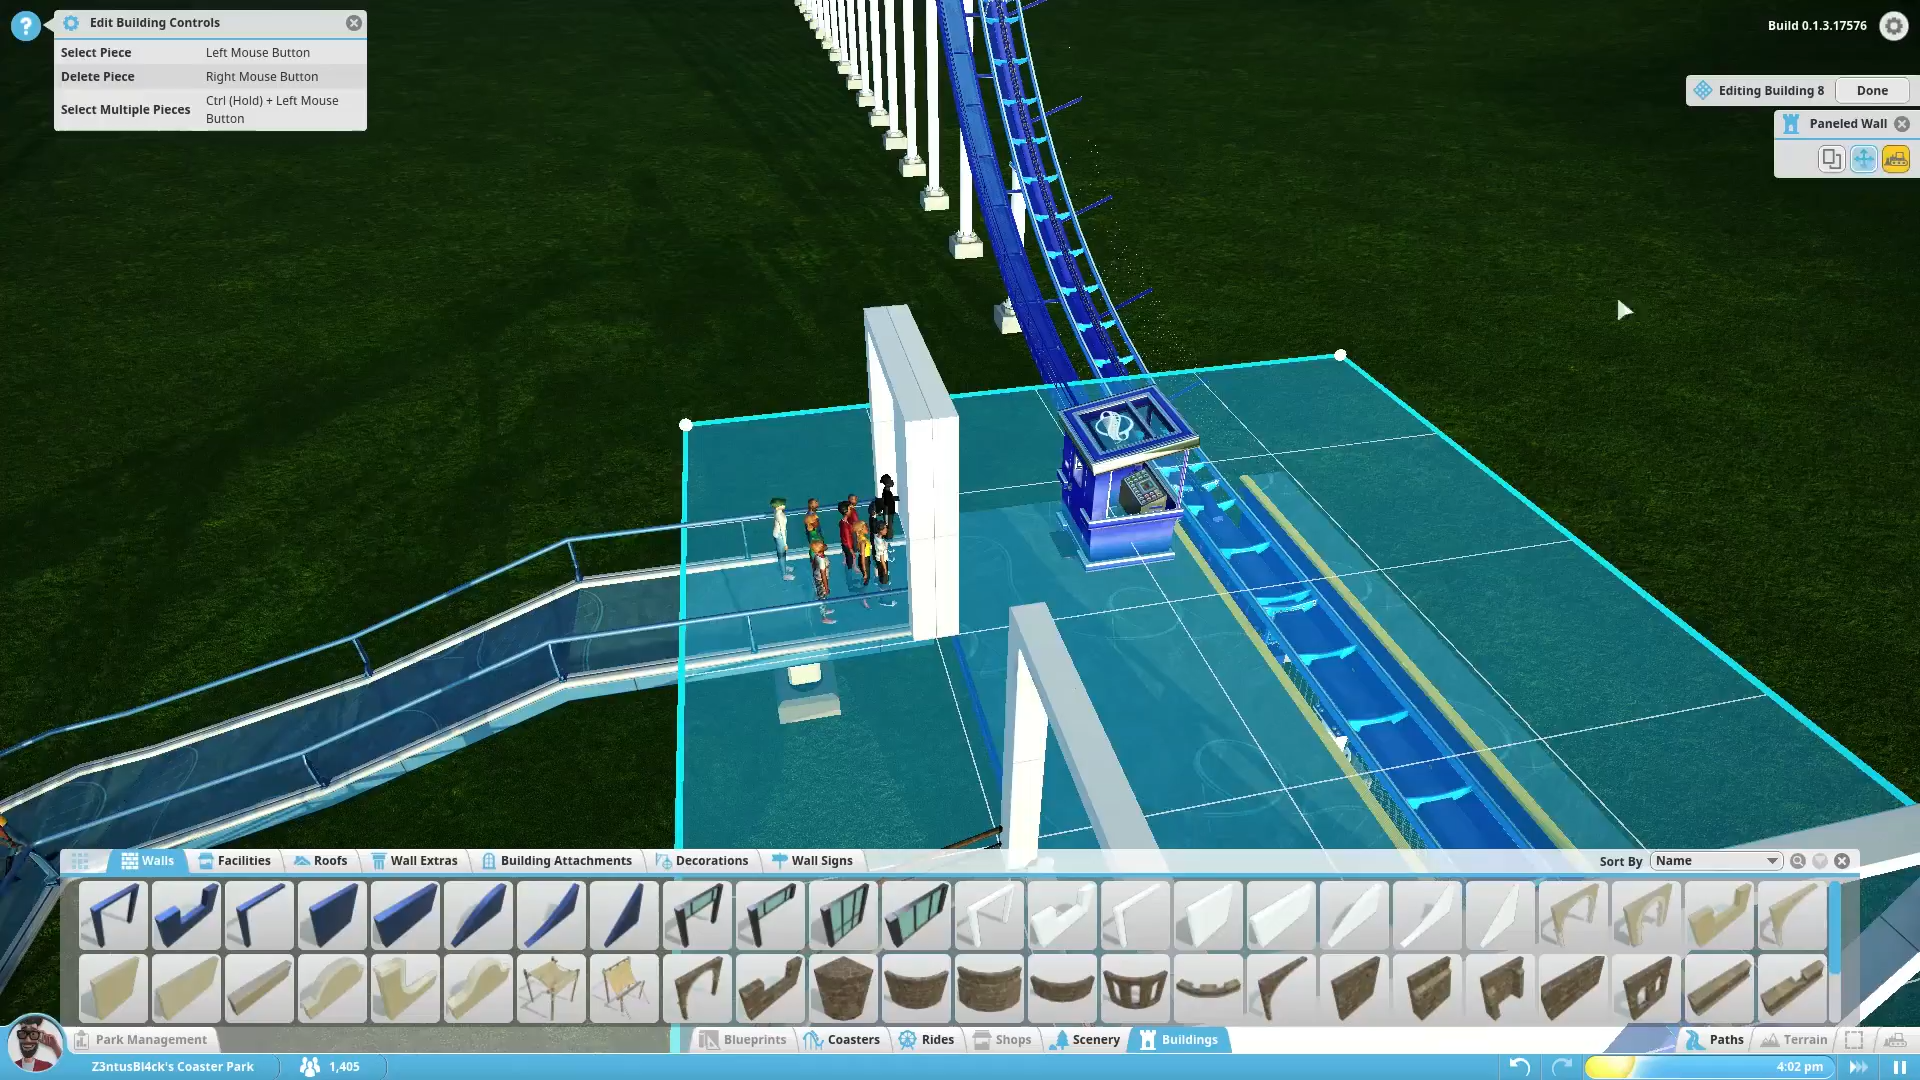 ?
Edit Building Controls
Select Piece Left Mouse Button
Delete Piece Right Mouse Button
Select Multiple Pieces Ctrl (Hold) + Left Mouse
Button
Build 0.1.3.17576
Editing Building 8 Done
Paneled Wall
Walls Facilities Roofs Wall Extras Building Attachments Decorations Wall Signs Sort By Name
Park Management Blueprints Coasters Rides Shops Scenery Buildings Paths Terrain
Z3ntusBl4ck's Coaster Park 1,405 4:02 pm